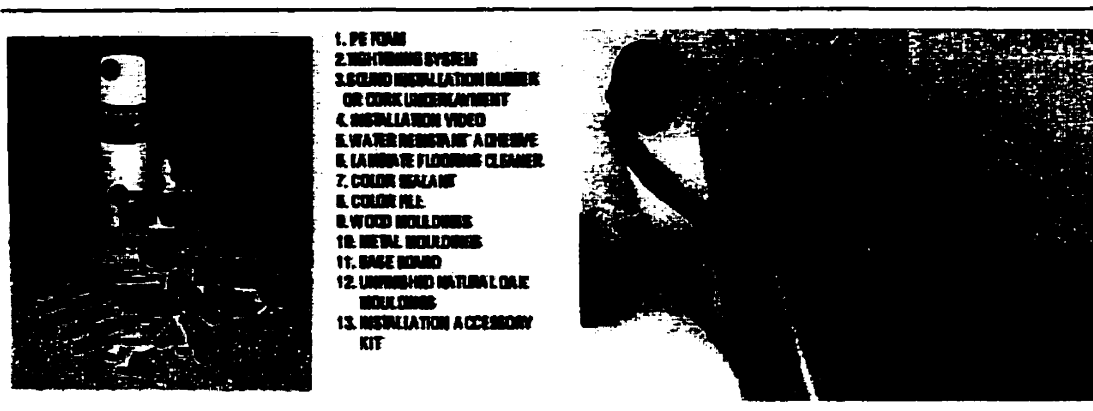 1. PE FOAM
2. TIGHTENING SYSTEM
3. SOUND INSTALLATION RUBBER
OR CORK UNDERLAYMENT
4. INSTALLATION VIDEO
5. WATER RESISTANT ADHESIVE
6. LAMINATE FLOORING CLEANER
7. COLOR SEALANT
8. COLOR FILL
9. WOOD MOULDINGS
10. METAL MOULDINGS
11. BASE BOARD
12. UNFINISHED NATURAL OAK
MOULDINGS
13. INSTALLATION ACCESSORY
KIT